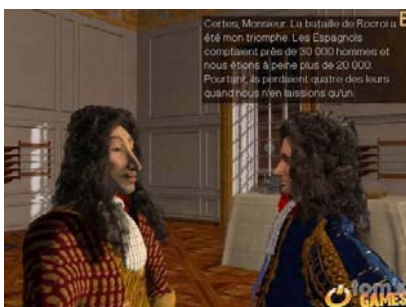 Certes, Monsieur. La bataille de Rocroi a
été mon triomphe. Les Espagnols
comptaient près de 30 000 hommes et
nous étions à peine plus de 20 000.
Pourtant, ils perdaient quatre des leurs
quand nous n'en laissions qu'un.
E
tom's
GAMES